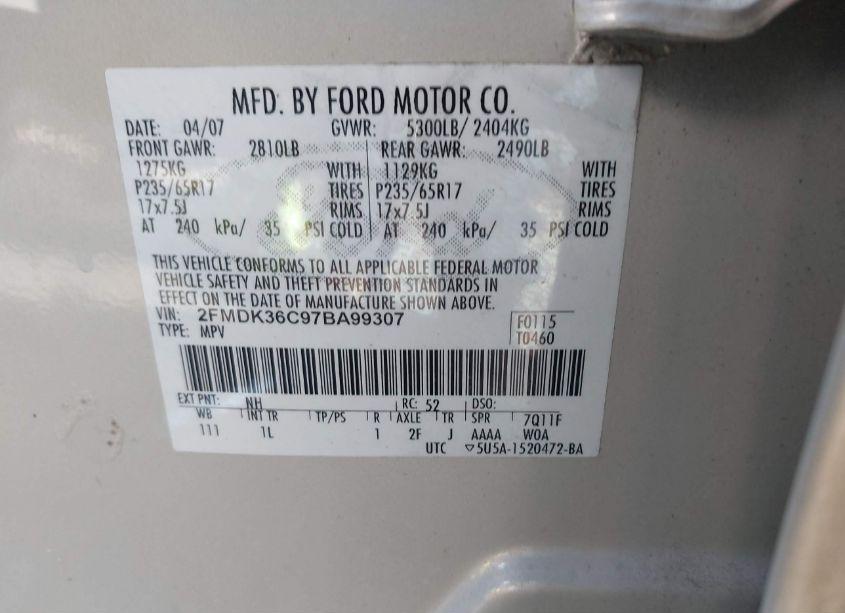 MFD. BY FORD MOTOR CO.
DATE: 04/07 GVWR: 5300LB/ 2404KG
FRONT GAWR: 2810LB REAR GAWR: 2490LB
1275KG WITH 1129KG WITH
P235/65R17 TIRES P235/65R17 TIRES
17x7.5J RIMS 17x7.5J RIMS
AT 240 kPa/ 35 PSI COLD AT 240 kPa/ 35 PSI COLD
THIS VEHICLE CONFORMS TO ALL APPLICABLE FEDERAL MOTOR
VEHICLE SAFETY AND THEFT PREVENTION STANDARDS IN
EFFECT ON THE DATE OF MANUFACTURE SHOWN ABOVE.
VIN: 2FMDK36C97BA99307 F0115
TYPE: MPV T0460
EXT PNT: NH RC: 52 DSO:
WB INT TR TP/PS R AXLE TR SPR 7Q11F
111 1L 1 2F J AAAA WOA
UTC ▽5U5A-1520472-BA